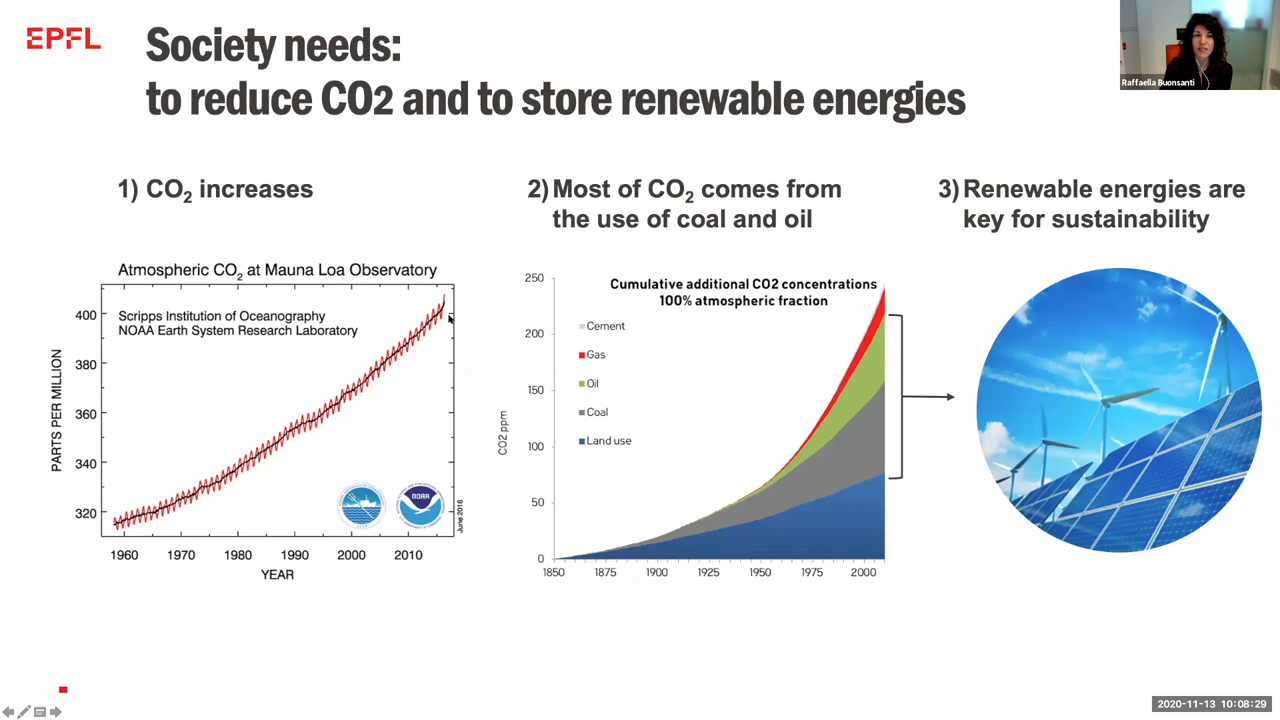 EPFL
Society needs:
to reduce CO2 and to store renewable energies
Raffaella Buonsanti
1) CO2 increases
2) Most of CO2 comes from
the use of coal and oil
3) Renewable energies are
key for sustainability
Atmospheric CO2 at Mauna Loa Observatory
Scripps Institution of Oceanography
NOAA Earth System Research Laboratory
PARTS PER MILLION
400
380
360
340
320
NOAA
June 2016
1960 1970 1980 1990 2000 2010
YEAR
Cumulative additional CO2 concentrations
100% atmospheric fraction
CO2 ppm
250
200
150
100
50
0
Cement
Gas
Oil
Coal
Land use
1850 1875 1900 1925 1950 1975 2000
2020-11-13 10:08:29